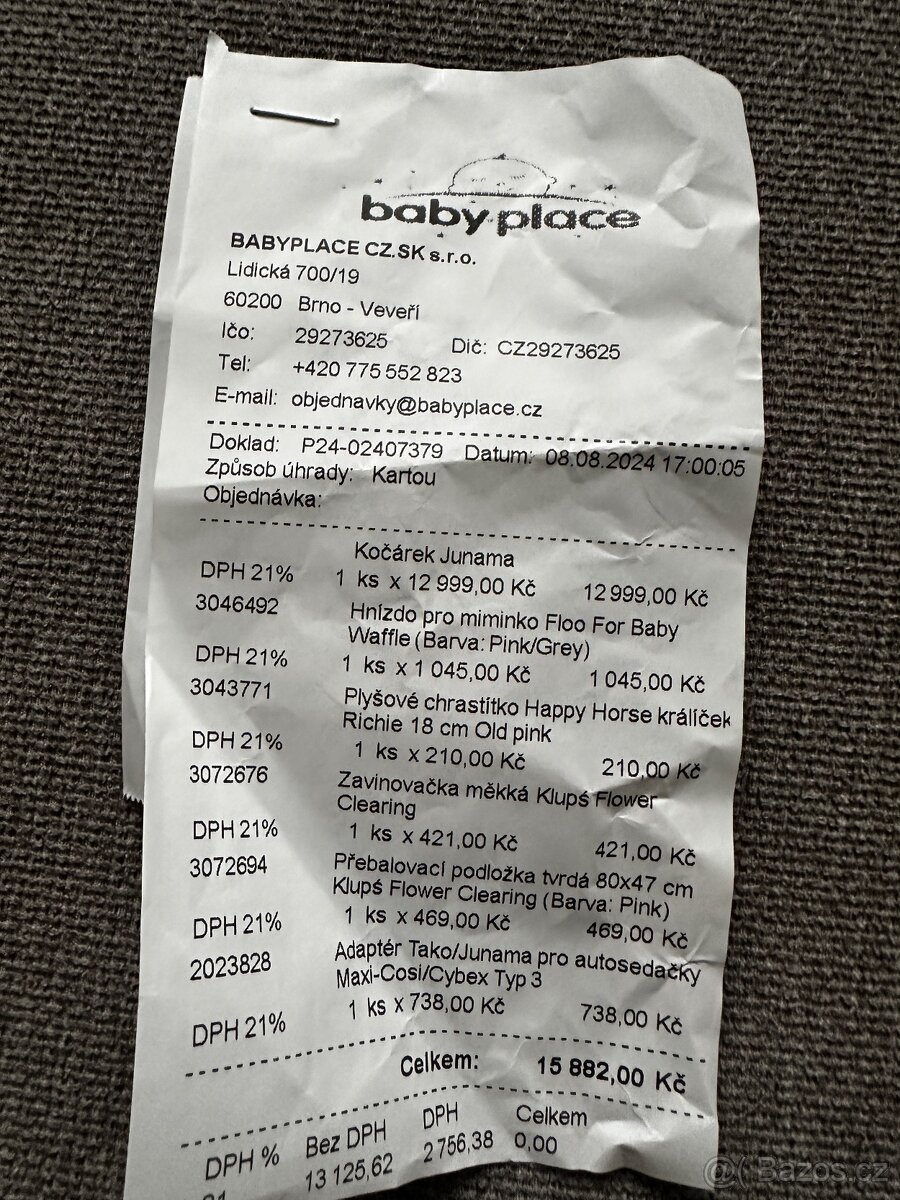 baby place
BABYPLACE CZ.SK s.r.o.
Lidická 700/19
60200 Brno - Veveří
Ičo: 29273625 Dič: CZ29273625
Tel: +420 775 552 823
E-mail: objednavky@babyplace.cz
Doklad: P24-02407379 Datum: 08.08.2024 17:00:05
Způsob úhrady: Kartou
Objednávka:
Kočárek Junama
DPH 21% 1 ks x 12 999,00 Kč 12 999,00 Kč
3046492 Hnízdo pro miminko Floo For Baby
Waffle (Barva: Pink/Grey)
DPH 21% 1 ks x 1 045,00 Kč 1 045,00 Kč
3043771 Plyšové chrastítko Happy Horse králíček
Richie 18 cm Old pink
DPH 21% 1 ks x 210,00 Kč 210,00 Kč
3072676 Zavinovačka měkká Klupś Flower
Clearing
DPH 21% 1 ks x 421,00 Kč 421,00 Kč
3072694 Přebalovací podložka tvrdá 80x47 cm
Klupś Flower Clearing (Barva: Pink)
DPH 21% 1 ks x 469,00 Kč 469,00 Kč
2023828 Adaptér Tako/Junama pro autosedačky
Maxi-Cosi/Cybex Typ 3
DPH 21% 1 ks x 738,00 Kč 738,00 Kč
Celkem: 15 882,00 Kč
DPH % Bez DPH DPH Celkem
13 125,62 2 756,38 0,00
@( Bazos.cz